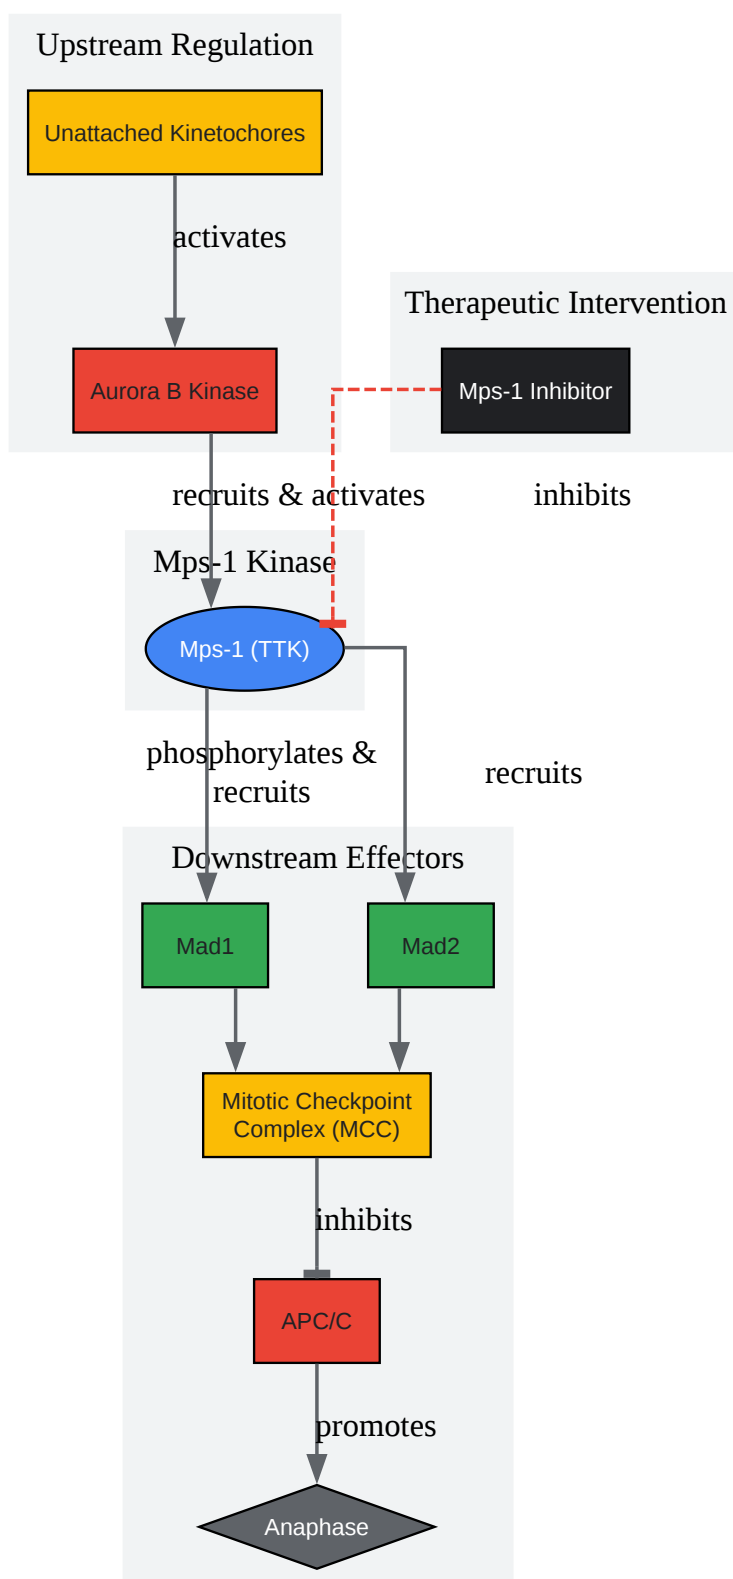 Upstream Regulation
Unattached Kinetochores
activates
Therapeutic Intervention
Aurora B Kinase
Mps-1 Inhibitor
recruits & activates
inhibits
Mps-1 Kinase
Mps-1 (TTK)
phosphorylates &
recruits
recruits
Downstream Effectors
Mad1
Mad2
Mitotic Checkpoint
Complex (MCC)
inhibits
APC/C
promotes
Anaphase